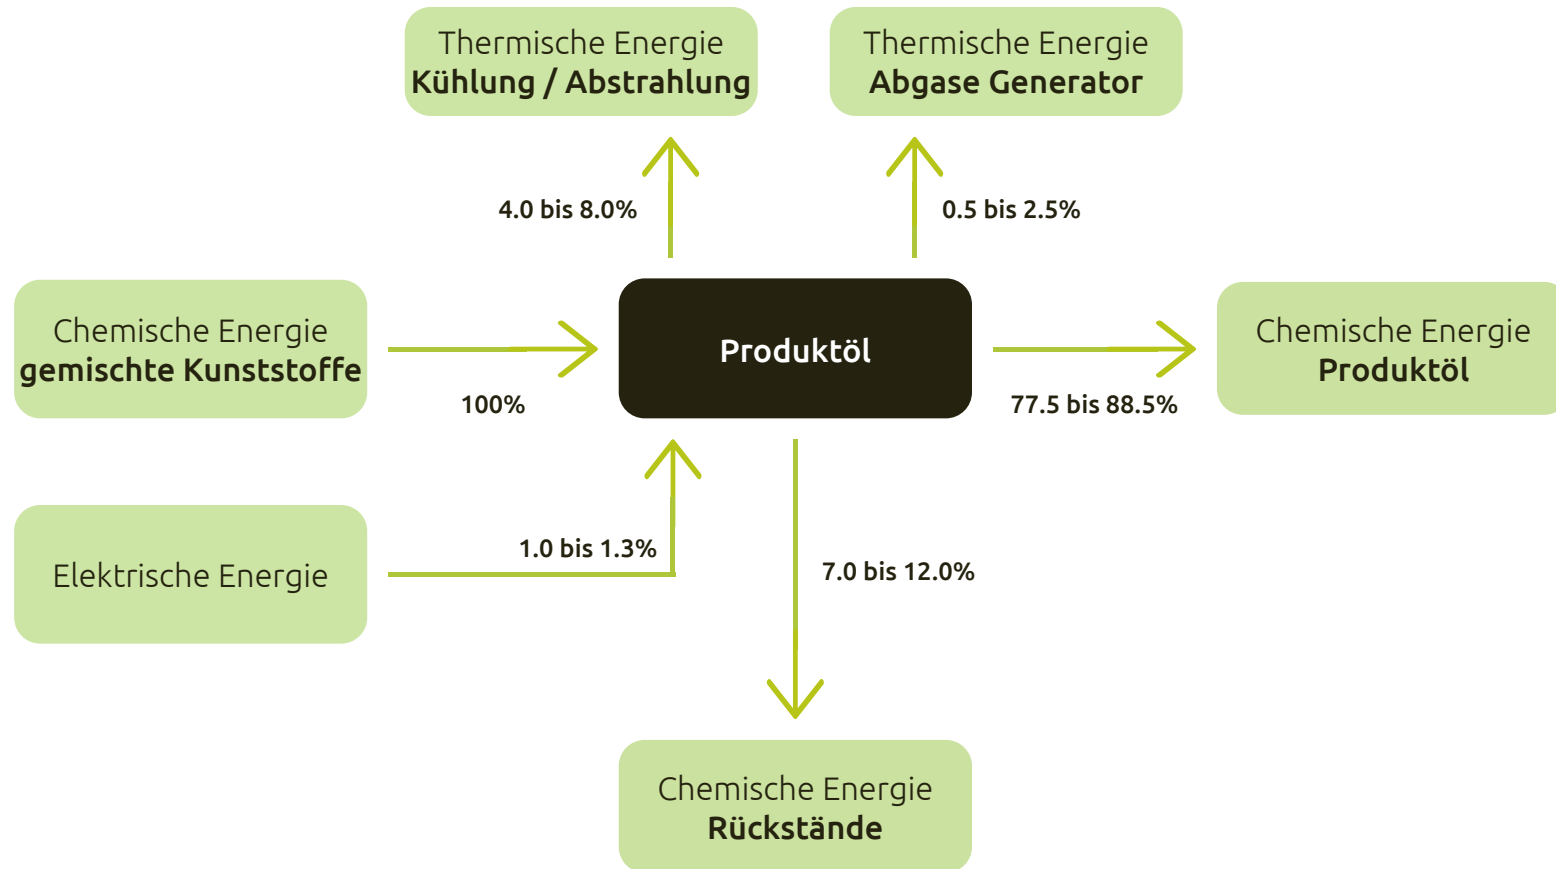 Thermische Energie
Kühlung / Abstrahlung
Thermische Energie
Abgase Generator
4.0 bis 8.0%
0.5 bis 2.5%
Chemische Energie
gemischte Kunststoffe
100%
Produktöl
77.5 bis 88.5%
Chemische Energie
Produktöl
Elektrische Energie
1.0 bis 1.3%
7.0 bis 12.0%
Chemische Energie
Rückstände